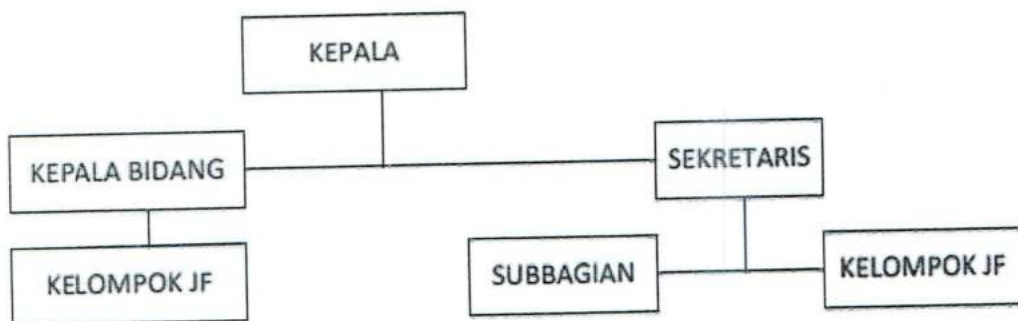 KEPALA
KEPALA BIDANG
SEKRETARIS
KELOMPOK JF
SUBBAGIAN
KELOMPOK JF